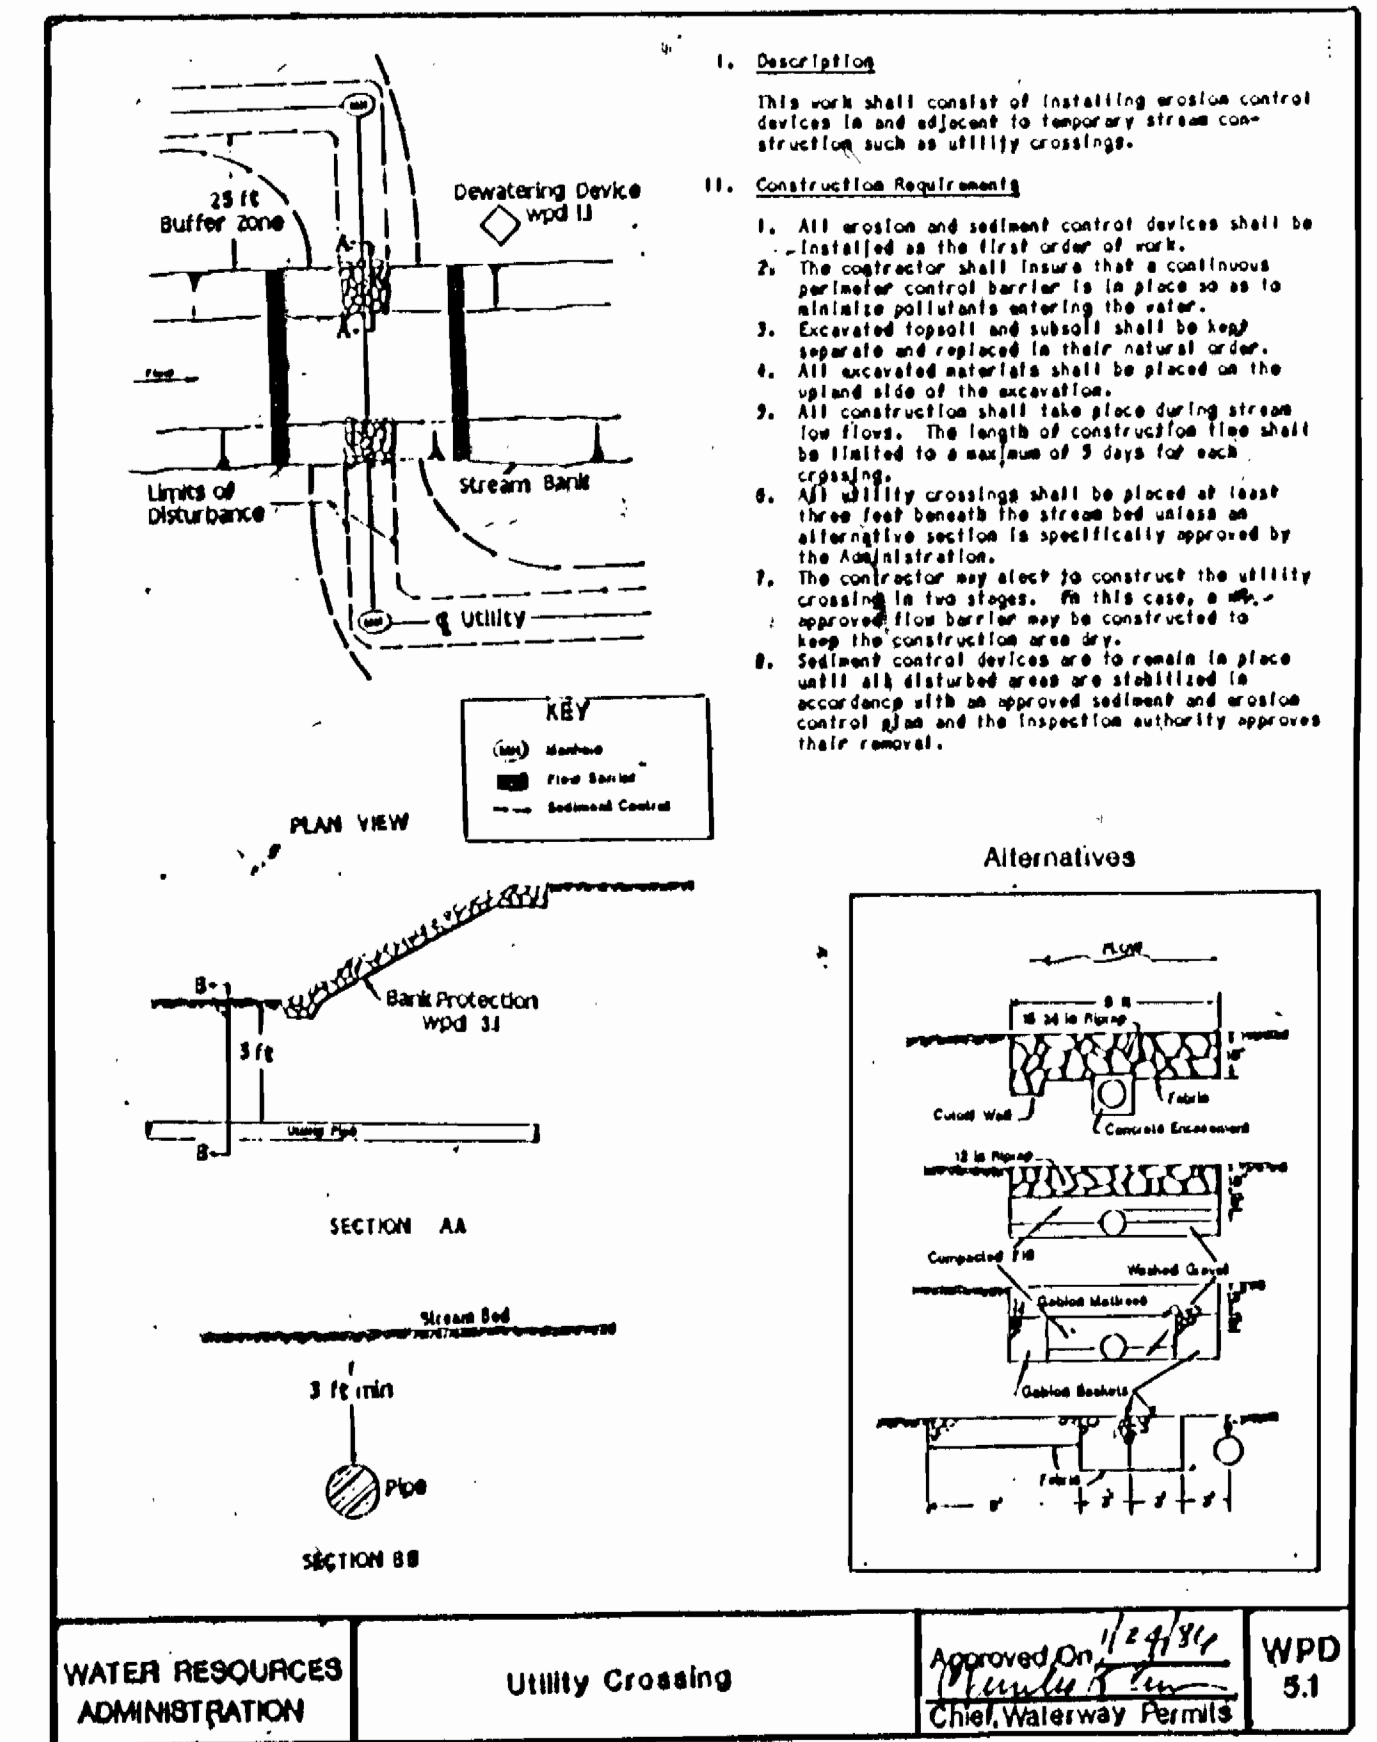 I. Description
This work shall consist of installing erosion control
devices in and adjacent to temporary stream con-
struction such as utility crossings.
II. Construction Requirements
1. All erosion and sediment control devices shall be
installed as the first order of work.
2. The contractor shall insure that a continuous
perimeter control barrier is in place so as to
minimize pollutants entering the water.
3. Excavated topsoil and subsoil shall be kept
separate and replaced in their natural order.
4. All excavated materials shall be placed on the
upland side of the excavation.
5. All construction shall take place during stream
low flows. The length of construction time shall
be limited to a maximum of 5 days for each
crossing.
6. All utility crossings shall be placed at least
three feet beneath the stream bed unless an
alternative section is specifically approved by
the Administration.
7. The contractor may elect to construct the utility
crossing in two stages. In this case, a
approved flow barrier may be constructed to
keep the construction area dry.
8. Sediment control devices are to remain in place
until all disturbed areas are stabilized in
accordance with an approved sediment and erosion
control plan and the inspection authority approves
their removal.
MH
25 ft
Buffer Zone
Dewatering Device
wpd 1.1
A
A
Flow
Limits of
Disturbance
Stream Bank
MH
℄ Utility
KEY
MH Manhole
Flow Barrier
Sediment Control
PLAN VIEW
B
Bank Protection
wpd 3.1
3 ft
Utility Pipe
B
SECTION AA
Stream Bed
3 ft min
Pipe
SECTION BB
Alternatives
FLOW
Riprap
Cutoff Wall
Fabric
Concrete Encasement
12 in Riprap
Compacted Fill
Washed Gravel
Gabion Mattress
Gabion Baskets
Fabric
WATER RESOURCES
ADMINISTRATION
Utility Crossing
Approved On
Chief, Waterway Permits
WPD
5.1